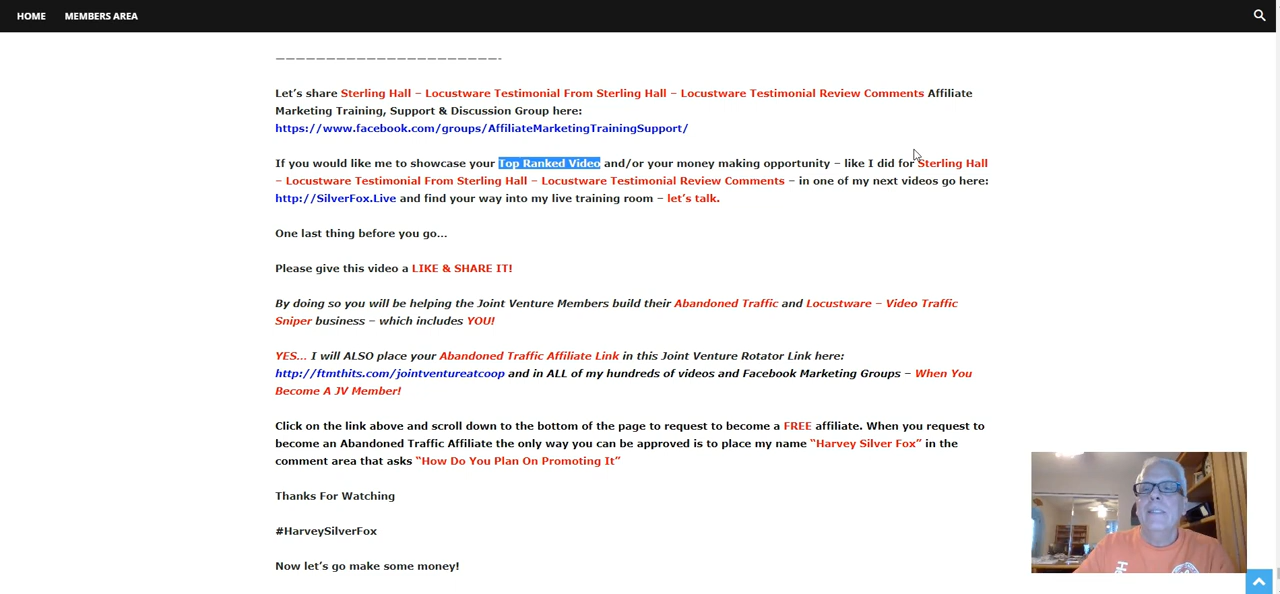 HOME MEMBERS AREA
——————————————————————-
Let’s share Sterling Hall – Locustware Testimonial From Sterling Hall – Locustware Testimonial Review Comments Affiliate
Marketing Training, Support & Discussion Group here:
https://www.facebook.com/groups/AffiliateMarketingTrainingSupport/
If you would like me to showcase your Top Ranked Video and/or your money making opportunity – like I did for Sterling Hall
– Locustware Testimonial From Sterling Hall – Locustware Testimonial Review Comments – in one of my next videos go here:
http://SilverFox.Live and find your way into my live training room – let’s talk.
One last thing before you go…
Please give this video a LIKE & SHARE IT!
By doing so you will be helping the Joint Venture Members build their Abandoned Traffic and Locustware – Video Traffic
Sniper business – which includes YOU!
YES… I will ALSO place your Abandoned Traffic Affiliate Link in this Joint Venture Rotator Link here:
http://ftmthits.com/jointventureatcoop and in ALL of my hundreds of videos and Facebook Marketing Groups – When You
Become A JV Member!
Click on the link above and scroll down to the bottom of the page to request to become a FREE affiliate. When you request to
become an Abandoned Traffic Affiliate the only way you can be approved is to place my name “Harvey Silver Fox” in the
comment area that asks “How Do You Plan On Promoting It”
Thanks For Watching
#HarveySilverFox
Now let’s go make some money!